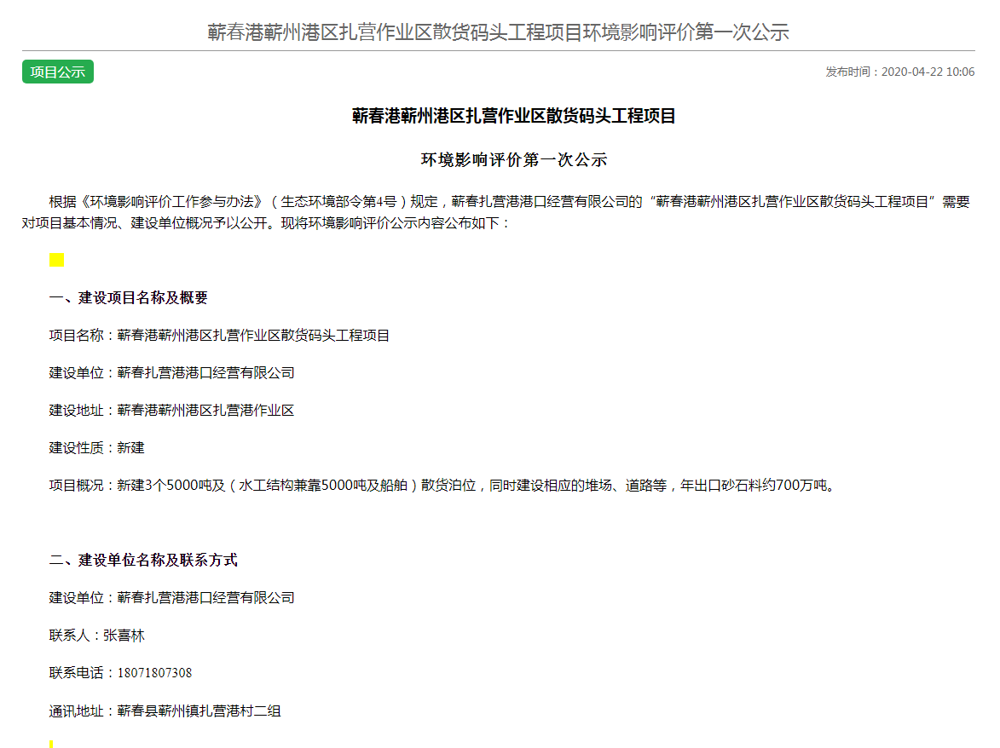 蕲春港蕲州港区扎营作业区散货码头工程项目环境影响评价第一次公示
项目公示
发布时间：2020-04-22 10:06
蕲春港蕲州港区扎营作业区散货码头工程项目
环境影响评价第一次公示
根据《环境影响评价工作参与办法》（生态环境部令第4号）规定，蕲春扎营港港口经营有限公司的“蕲春港蕲州港区扎营作业区散货码头工程项目”需要
对项目基本情况、建设单位概况予以公开。现将环境影响评价公示内容公布如下：
一、建设项目名称及概要
项目名称：蕲春港蕲州港区扎营作业区散货码头工程项目
建设单位：蕲春扎营港港口经营有限公司
建设地址：蕲春港蕲州港区扎营港作业区
建设性质：新建
项目概况：新建3个5000吨及（水工结构兼靠5000吨及船舶）散货泊位，同时建设相应的堆场、道路等，年出口砂石料约700万吨。
二、建设单位名称及联系方式
建设单位：蕲春扎营港港口经营有限公司
联系人：张喜林
联系电话：18071807308
通讯地址：蕲春县蕲州镇扎营港村二组